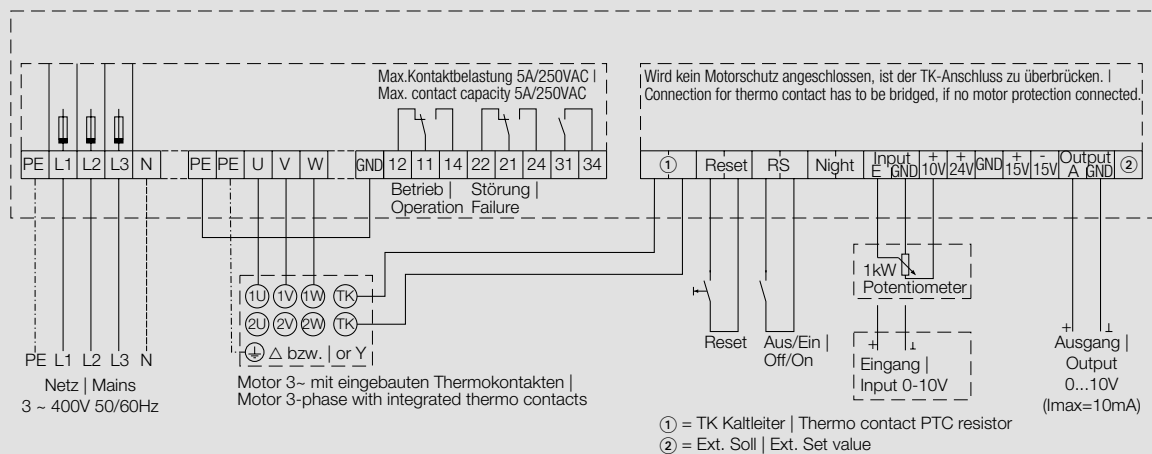 Max.Kontaktbelastung 5A/250VAC |
Max. contact capacity 5A/250VAC
Wird kein Motorschutz angeschlossen, ist der TK-Anschluss zu überbrücken. |
Connection for thermo contact has to be bridged, if no motor protection connected.
PE L1 L2 L3 N PE PE U V W GND 12 11 14 22 21 24 31 34
① Reset RS Night Input E GND + 10V + 24V GND + 15V - 15V Output A GND ②
Betrieb | Störung |
Operation Failure
1U 1V 1W TK
2U 2V 2W TK
△ bzw. | or Y
1kW
Potentiometer
PE L1 L2 L3 N
Netz | Mains
3 ~ 400V 50/60Hz
Motor 3~ mit eingebauten Thermokontakten |
Motor 3-phase with integrated thermo contacts
Reset
Aus/Ein |
Off/On
+ ⊥
Eingang |
Input 0-10V
+ ⊥
Ausgang |
Output
0...10V
(Imax=10mA)
① = TK Kaltleiter | Thermo contact PTC resistor
② = Ext. Soll | Ext. Set value